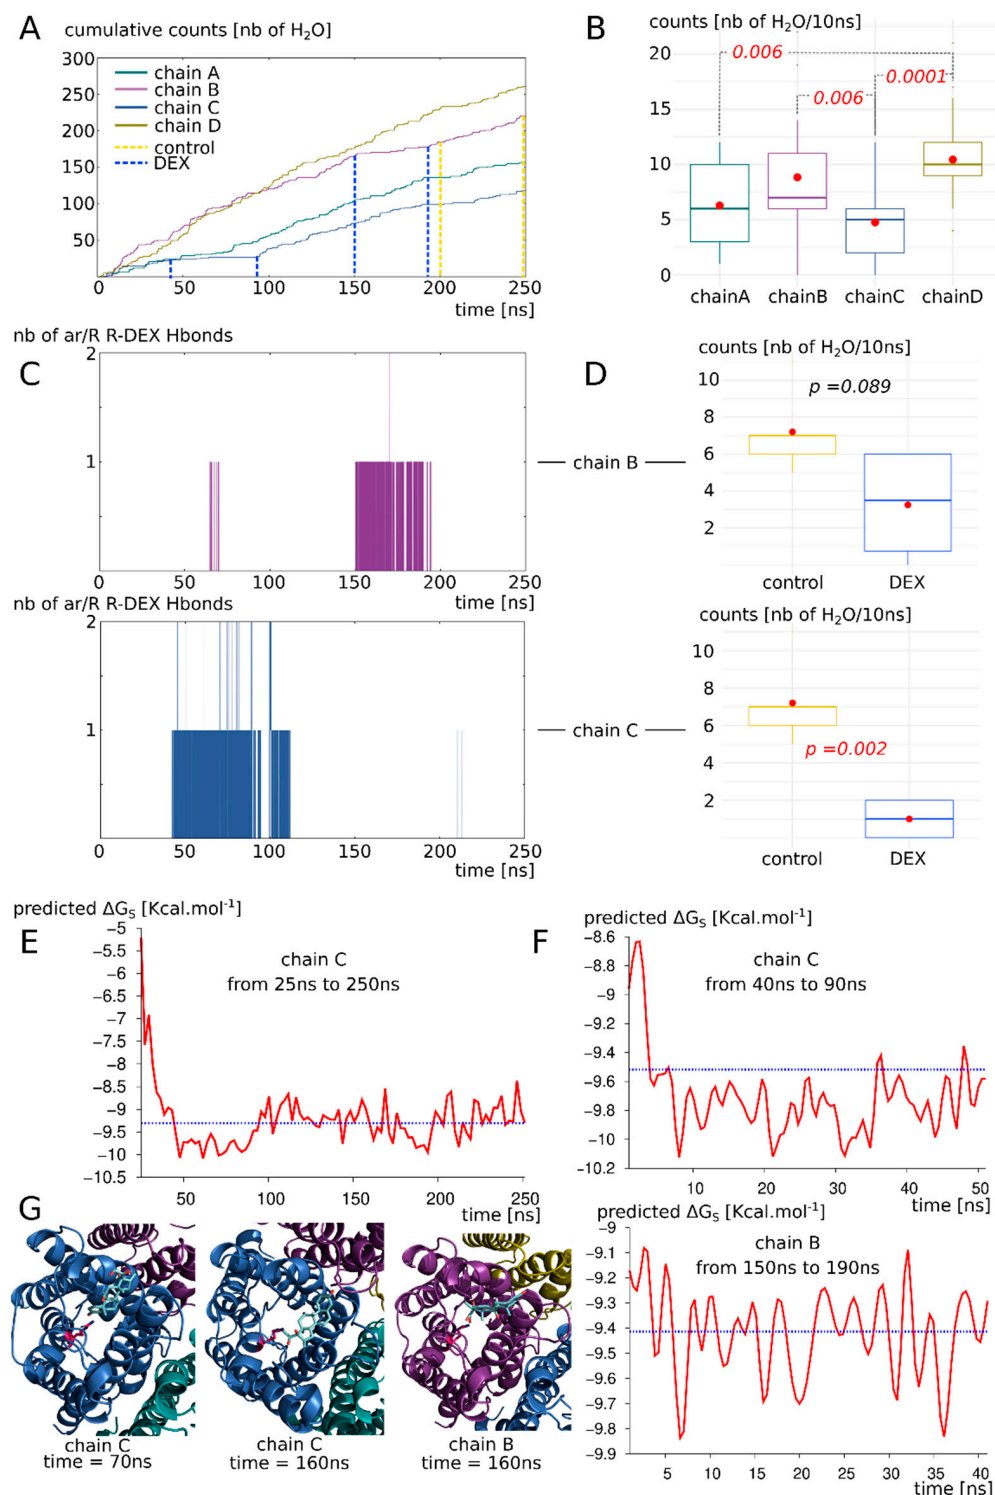 A
cumulative counts [nb of H₂O]
300
250
200
150
100
50
0
chain A
chain B
chain C
chain D
control
DEX
0 50 100 150 200 250
time [ns]
B
counts [nb of H₂O/10ns]
20
15
10
5
0
0.006
0.0001
0.006
chainA chainB chainC chainD
nb of ar/R R-DEX Hbonds
C
2
1
0 50 100 150 200 250
time [ns]
chain B
nb of ar/R R-DEX Hbonds
2
1
0 50 100 150 200 250
time [ns]
chain C
D
counts [nb of H₂O/10ns]
10
8
6
4
2
p =0.089
control DEX
counts [nb of H₂O/10ns]
10
8
6
4
2
p =0.002
control DEX
predicted ΔG_S [Kcal.mol⁻¹]
E
−5
−5.5
−6
−6.5
−7
−7.5
−8
−8.5
−9
−9.5
−10
−10.5
chain C
from 25ns to 250ns
50 100 150 200 250
time [ns]
predicted ΔG_S [Kcal.mol⁻¹]
F
−8.6
−8.8
−9
−9.2
−9.4
−9.6
−9.8
−10
−10.2
chain C
from 40ns to 90ns
10 20 30 40 50
time [ns]
predicted ΔG_S [Kcal.mol⁻¹]
−9
−9.1
−9.2
−9.3
−9.4
−9.5
−9.6
−9.7
−9.8
−9.9
chain B
from 150ns to 190ns
5 10 15 20 25 30 35 40
time [ns]
G
chain C
time = 70ns
chain C
time = 160ns
chain B
time = 160ns